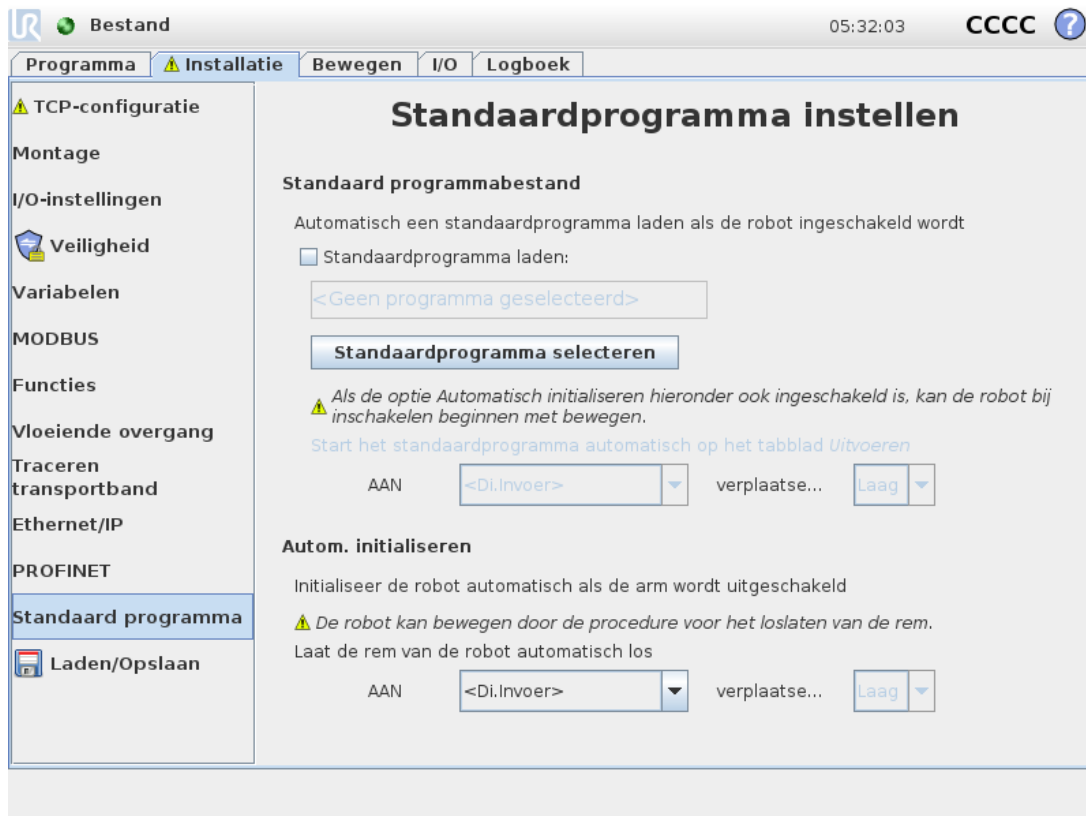 UR Bestand 05:32:03 CCCC ?
Programma Installatie Bewegen I/O Logboek
TCP-configuratie
Montage
I/O-instellingen
Veiligheid
Variabelen
MODBUS
Functies
Vloeiende overgang
Traceren
transportband
Ethernet/IP
PROFINET
Standaard programma
Laden/Opslaan
Standaardprogramma instellen
Standaard programmabestand
Automatisch een standaardprogramma laden als de robot ingeschakeld wordt
Standaardprogramma laden:
<Geen programma geselecteerd>
Standaardprogramma selecteren
Als de optie Automatisch initialiseren hieronder ook ingeschakeld is, kan de robot bij
inschakelen beginnen met bewegen.
Start het standaardprogramma automatisch op het tabblad Uitvoeren
AAN <Di.Invoer> verplaatse... Laag
Autom. initialiseren
Initialiseer de robot automatisch als de arm wordt uitgeschakeld
De robot kan bewegen door de procedure voor het loslaten van de rem.
Laat de rem van de robot automatisch los
AAN <Di.Invoer> verplaatse... Laag